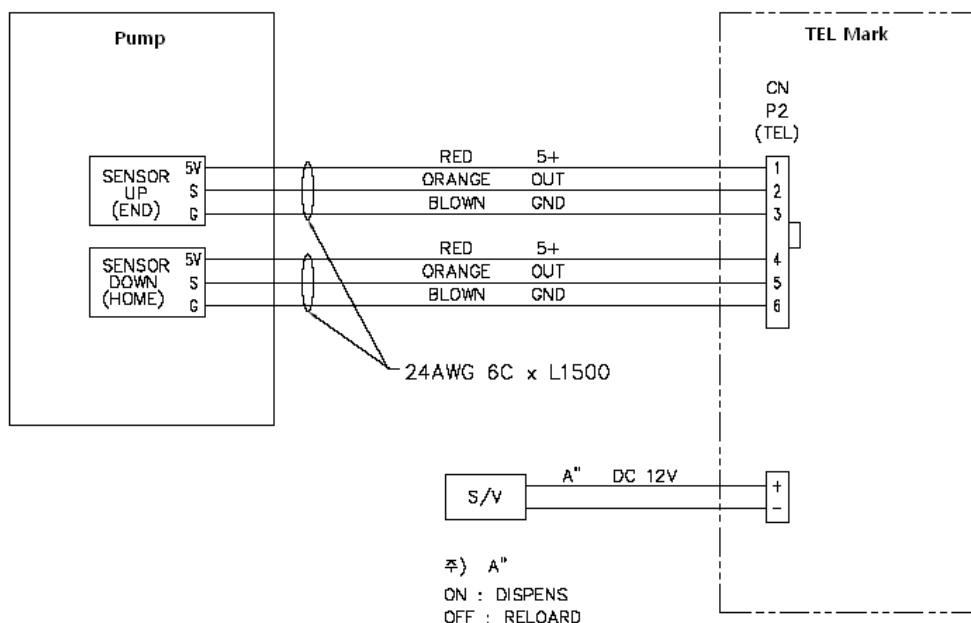 Pump
TEL Mark
CN
P2
(TEL)
SENSOR
UP
(END)
5V
S
G
RED 5+
ORANGE OUT
BLOWN GND
1
2
3
SENSOR
DOWN
(HOME)
5V
S
G
RED 5+
ORANGE OUT
BLOWN GND
4
5
6
24AWG 6C x L1500
S/V
A" DC 12V
+
-
주) A"
ON : DISPENS
OFF : RELOARD